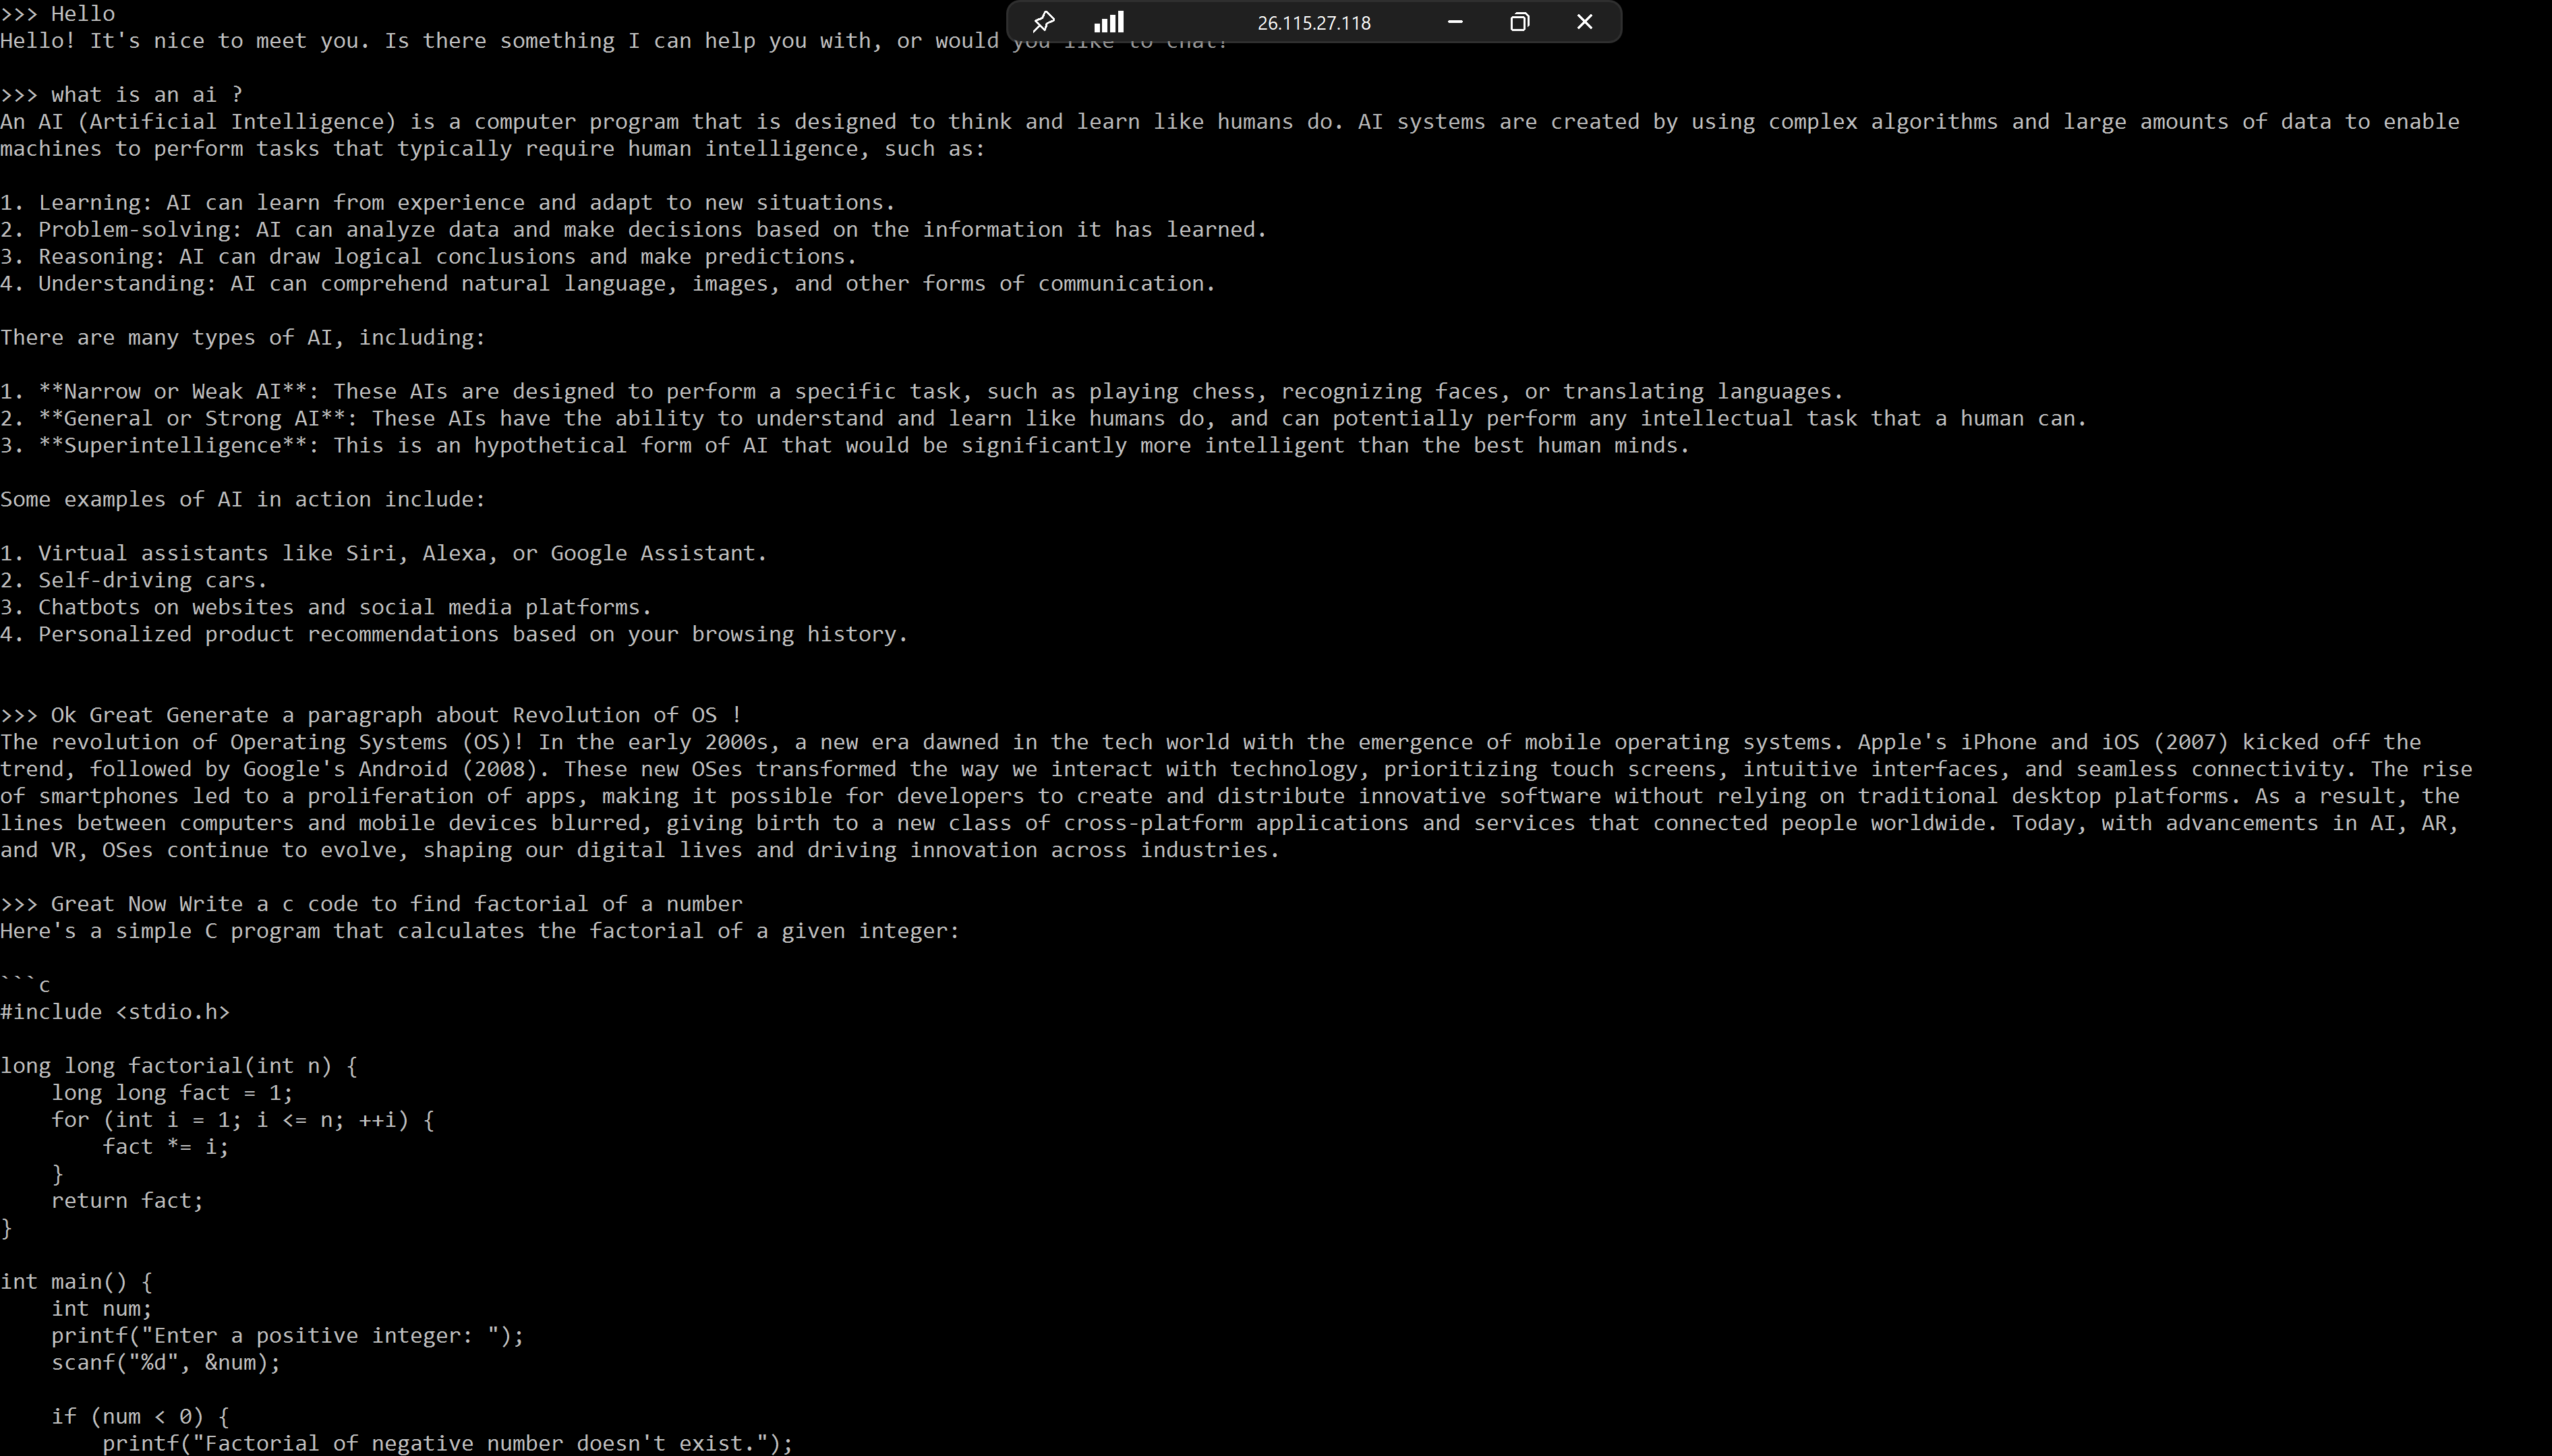 >>> Hello
26.115.27.118
Hello! It's nice to meet you. Is there something I can help you with, or would you like to chat?

>>> what is an ai ?
An AI (Artificial Intelligence) is a computer program that is designed to think and learn like humans do. AI systems are created by using complex algorithms and large amounts of data to enable
machines to perform tasks that typically require human intelligence, such as:

1. Learning: AI can learn from experience and adapt to new situations.
2. Problem-solving: AI can analyze data and make decisions based on the information it has learned.
3. Reasoning: AI can draw logical conclusions and make predictions.
4. Understanding: AI can comprehend natural language, images, and other forms of communication.

There are many types of AI, including:

1. **Narrow or Weak AI**: These AIs are designed to perform a specific task, such as playing chess, recognizing faces, or translating languages.
2. **General or Strong AI**: These AIs have the ability to understand and learn like humans do, and can potentially perform any intellectual task that a human can.
3. **Superintelligence**: This is an hypothetical form of AI that would be significantly more intelligent than the best human minds.

Some examples of AI in action include:

1. Virtual assistants like Siri, Alexa, or Google Assistant.
2. Self-driving cars.
3. Chatbots on websites and social media platforms.
4. Personalized product recommendations based on your browsing history.

>>> Ok Great Generate a paragraph about Revolution of OS !
The revolution of Operating Systems (OS)! In the early 2000s, a new era dawned in the tech world with the emergence of mobile operating systems. Apple's iPhone and iOS (2007) kicked off the
trend, followed by Google's Android (2008). These new OSes transformed the way we interact with technology, prioritizing touch screens, intuitive interfaces, and seamless connectivity. The rise
of smartphones led to a proliferation of apps, making it possible for developers to create and distribute innovative software without relying on traditional desktop platforms. As a result, the
lines between computers and mobile devices blurred, giving birth to a new class of cross-platform applications and services that connected people worldwide. Today, with advancements in AI, AR,
and VR, OSes continue to evolve, shaping our digital lives and driving innovation across industries.

>>> Great Now Write a c code to find factorial of a number
Here's a simple C program that calculates the factorial of a given integer:

```c
#include <stdio.h>

long long factorial(int n) {
    long long fact = 1;
    for (int i = 1; i <= n; ++i) {
        fact *= i;
    }
    return fact;
}

int main() {
    int num;
    printf("Enter a positive integer: ");
    scanf("%d", &num);

    if (num < 0) {
        printf("Factorial of negative number doesn't exist.");